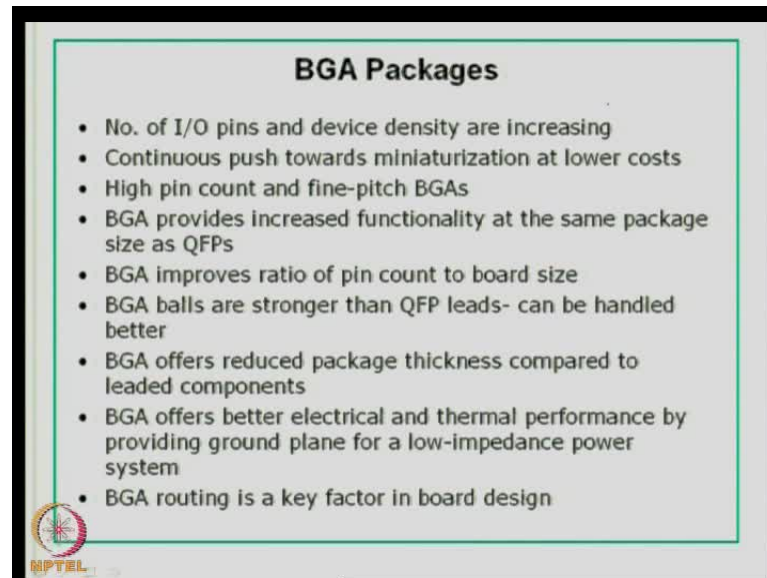 BGA Packages
• No. of I/O pins and device density are increasing
• Continuous push towards miniaturization at lower costs
• High pin count and fine-pitch BGAs
• BGA provides increased functionality at the same package
size as QFPs
• BGA improves ratio of pin count to board size
• BGA balls are stronger than QFP leads- can be handled
better
• BGA offers reduced package thickness compared to
leaded components
• BGA offers better electrical and thermal performance by
providing ground plane for a low-impedance power
system
• BGA routing is a key factor in board design
NPTEL